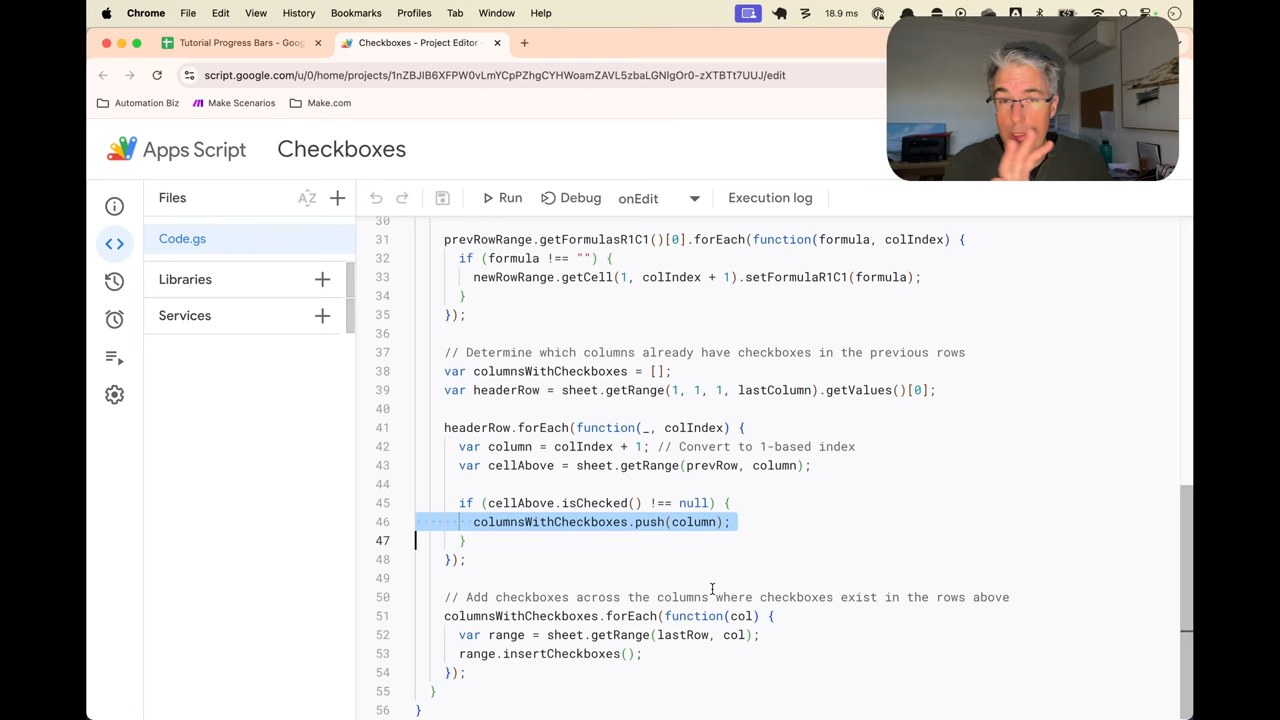 Chrome File Edit View History Bookmarks Profiles Tab Window Help 18.9 ms
Tutorial Progress Bars - Goog
Checkboxes - Project Editor -
script.google.com/u/0/home/projects/1nZBJIB6XFPW0vLmYCpPZhgCYHWoamZAVL5zbaLGNlgOr0-zXTBTt7UUJ/edit
Automation Biz Make Scenarios Make.com
Apps Script Checkboxes
Files AZ
Run Debug onEdit Execution log
Code.gs
Libraries
Services
30
31 prevRowRange.getFormulasR1C1()[0].forEach(function(formula, colIndex) {
32 if (formula !== "") {
33 newRowRange.getCell(1, colIndex + 1).setFormulaR1C1(formula);
34 }
35 });
36
37 // Determine which columns already have checkboxes in the previous rows
38 var columnsWithCheckboxes = [];
39 var headerRow = sheet.getRange(1, 1, 1, lastColumn).getValues()[0];
40
41 headerRow.forEach(function(_, colIndex) {
42 var column = colIndex + 1; // Convert to 1-based index
43 var cellAbove = sheet.getRange(prevRow, column);
44
45 if (cellAbove.isChecked() !== null) {
46 columnsWithCheckboxes.push(column);
47 }
48 });
49
50 // Add checkboxes across the columns where checkboxes exist in the rows above
51 columnsWithCheckboxes.forEach(function(col) {
52 var range = sheet.getRange(lastRow, col);
53 range.insertCheckboxes();
54 });
55 }
56 }